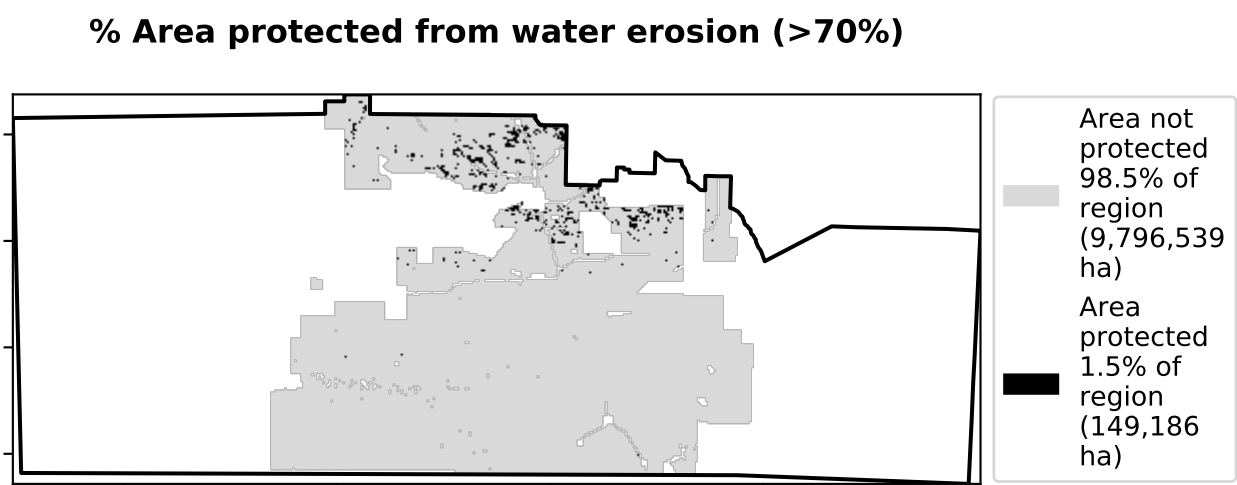 % Area protected from water erosion (>70%)
Area not
protected
98.5% of
region
(9,796,539
ha)
Area
protected
1.5% of
region
(149,186
ha)